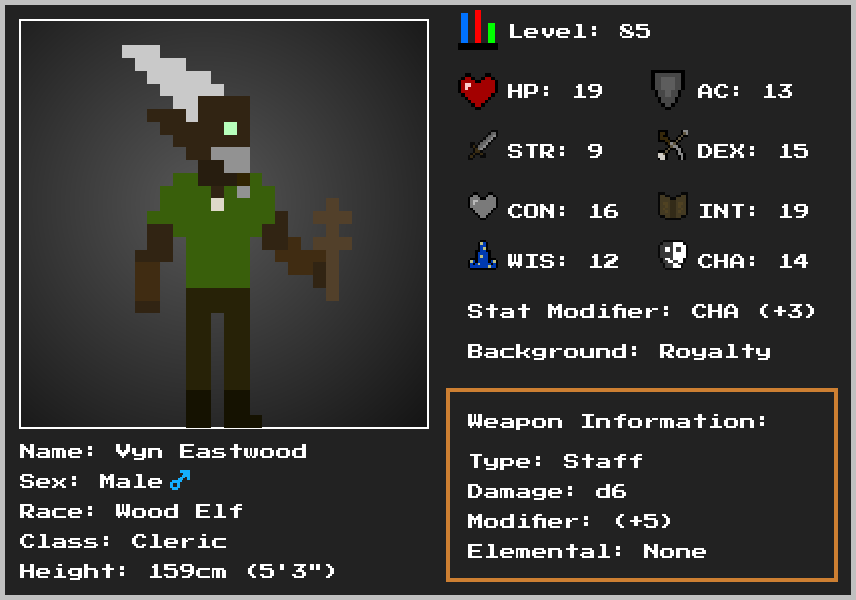 Level: 85
HP: 19 AC: 13
STR: 9 DEX: 15
CON: 16 INT: 19
WIS: 12 CHA: 14
Stat Modifier: CHA (+3)
Background: Royalty
Weapon Information:
Type: Staff
Damage: d6
Modifier: (+5)
Elemental: None
Name: Vyn Eastwood
Sex: Male ♂
Race: Wood Elf
Class: Cleric
Height: 159cm (5'3")